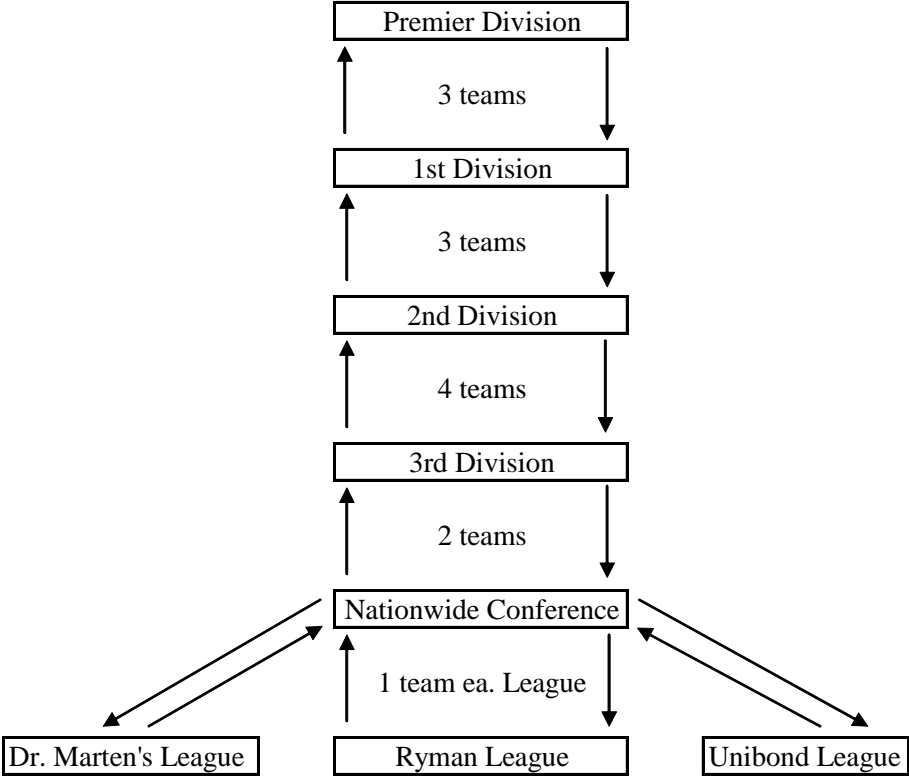 Premier Division
3 teams
1st Division
3 teams
2nd Division
4 teams
3rd Division
2 teams
Nationwide Conference
1 team ea. League
Dr. Marten's League
Ryman League
Unibond League